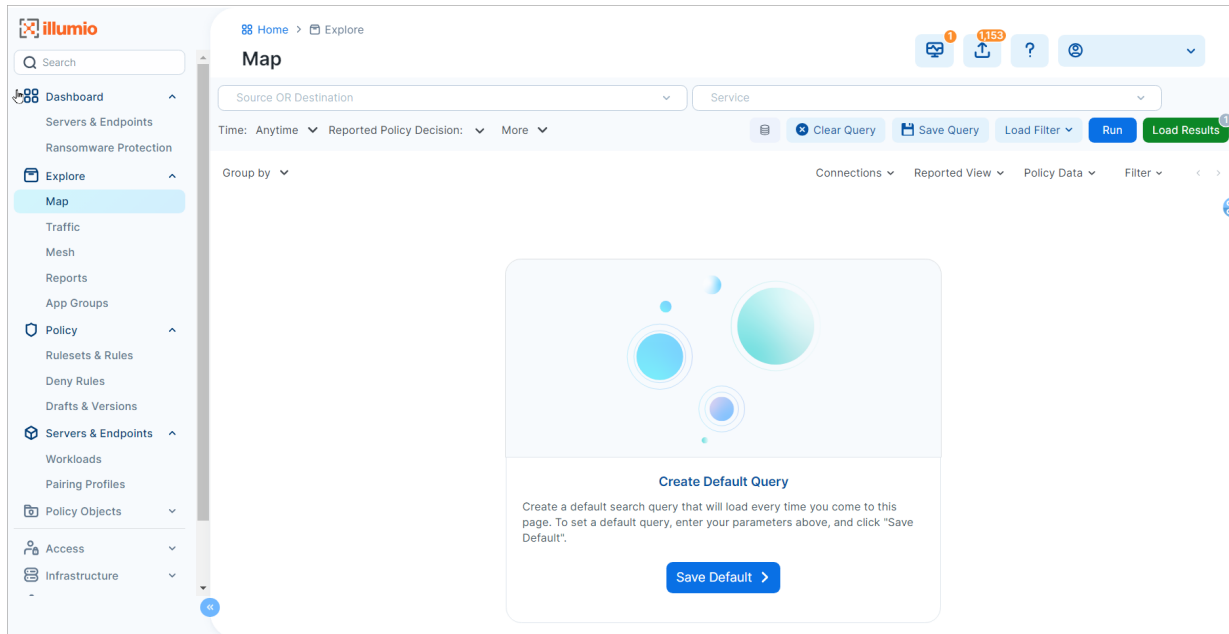 illumio
Search
Dashboard
Servers & Endpoints
Ransomware Protection
Explore
Map
Traffic
Mesh
Reports
App Groups
Policy
Rulesets & Rules
Deny Rules
Drafts & Versions
Servers & Endpoints
Workloads
Pairing Profiles
Policy Objects
Access
Infrastructure
Home > Explore
Map
1
1,153
?
Source OR Destination
Service
Time: Anytime Reported Policy Decision: More
Clear Query
Save Query
Load Filter
Run
Load Results
1
Group by
Connections
Reported View
Policy Data
Filter
Create Default Query
Create a default search query that will load every time you come to this
page. To set a default query, enter your parameters above, and click "Save
Default".
Save Default